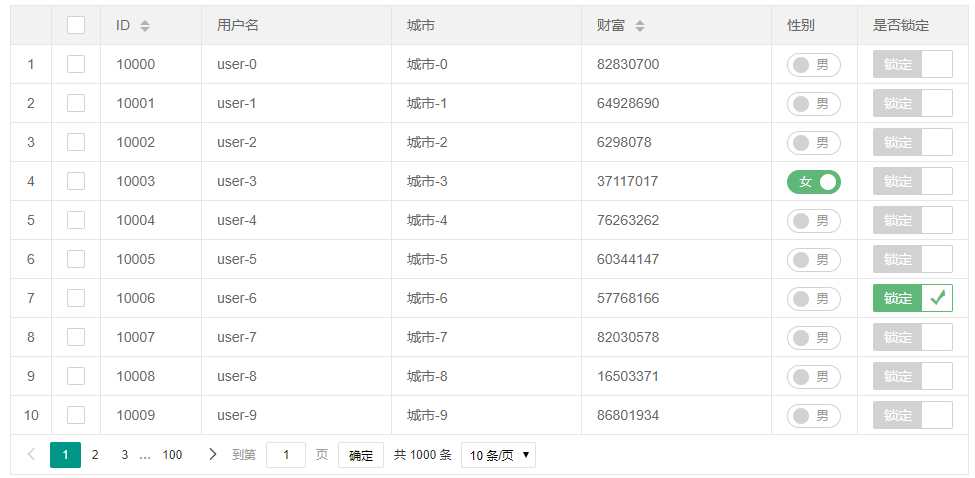 ID 用户名 城市 财富 性别 是否锁定
1 10000 user-0 城市-0 82830700 男 锁定
2 10001 user-1 城市-1 64928690 男 锁定
3 10002 user-2 城市-2 6298078 男 锁定
4 10003 user-3 城市-3 37117017 女 锁定
5 10004 user-4 城市-4 76263262 男 锁定
6 10005 user-5 城市-5 60344147 男 锁定
7 10006 user-6 城市-6 57768166 男 锁定
8 10007 user-7 城市-7 82030578 男 锁定
9 10008 user-8 城市-8 16503371 男 锁定
10 10009 user-9 城市-9 86801934 男 锁定
1 2 3 … 100 到第 1 页 确定 共 1000 条 10 条/页